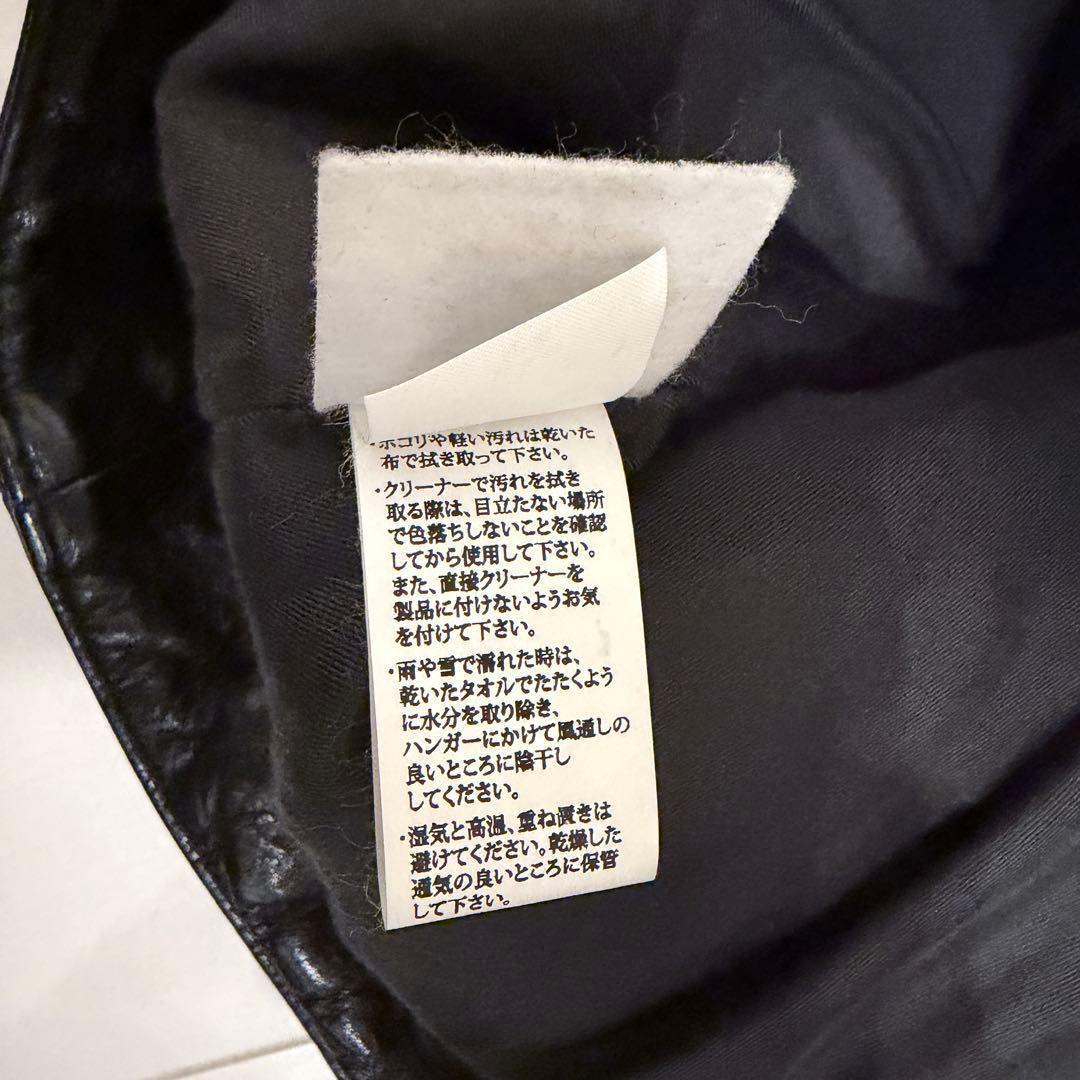 ・ホコリや軽い汚れは乾いた
布で拭き取って下さい。
・クリーナーで汚れを拭き
取る際は、目立たない場所
で色落ちしないことを確認
してから使用して下さい。
また、直接クリーナーを
製品に付けないようお気
を付けて下さい。
・雨や雪で濡れた時は、
乾いたタオルでたたくよう
に水分を取り除き、
ハンガーにかけて風通しの
良いところに陰干し
してください。
・湿気と高温、重ね置きは
避けてください。乾燥した
通気の良いところに保管
して下さい。